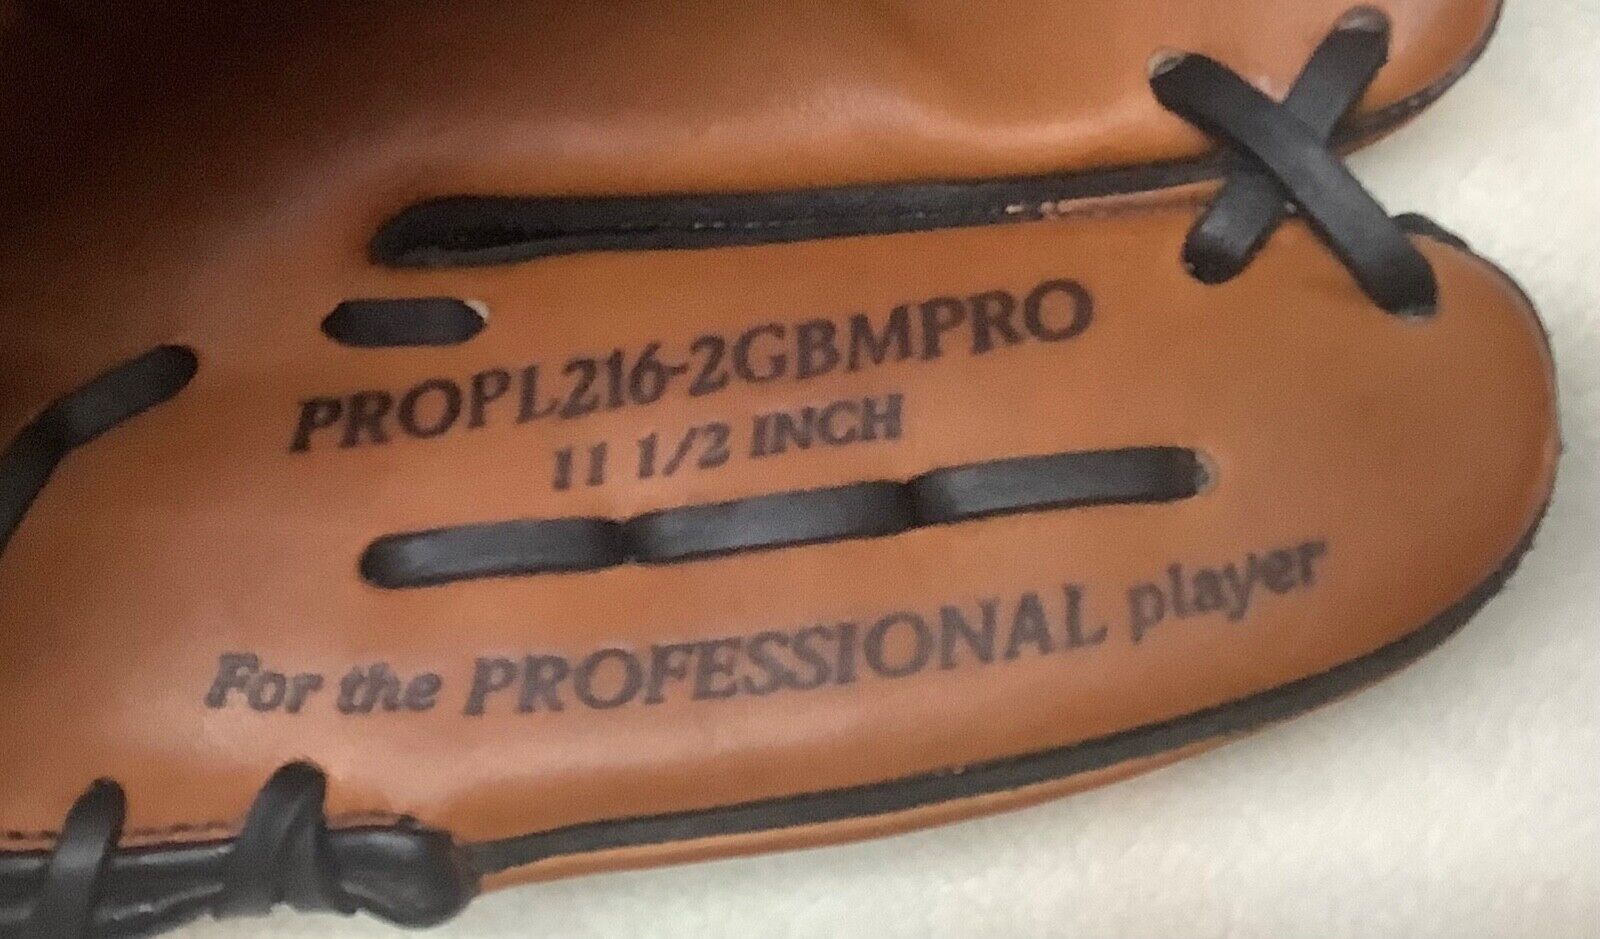 PROPL216-2GBMPRO
11 1/2 INCH
For the PROFESSIONAL player